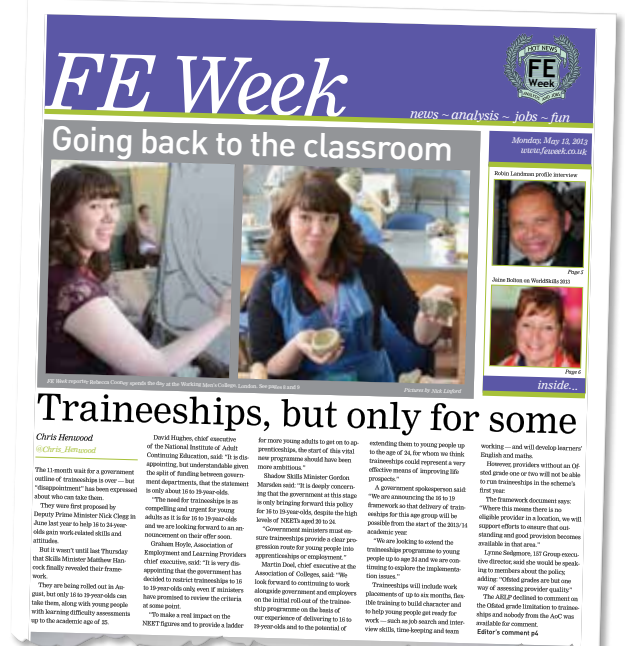 FE Week
HOT NEWS
FE
Week
news ~ analysis ~ jobs ~ fun
Going back to the classroom
Monday, May 13, 2013
www.feweek.co.uk
Robin Landman profile interview
Page 5
Jaine Bolton on WorldSkills 2013
Page 6
inside...
FE Week reporter Rebecca Cooney spends the day at the Working Men's College, London. See pages 8 and 9
Pictures by Nick Linford
Traineeships, but only for some
Chris Henwood
@Chris_Henwood
The 11-month wait for a government
outline of traineeships is over — but
"disappointment" has been expressed
about who can take them.
They were first proposed by
Deputy Prime Minister Nick Clegg in
June last year to help 16 to 24-year-
olds gain work-related skills and
attitudes.
But it wasn't until last Thursday
that Skills Minister Matthew Han-
cock finally revealed their frame-
work.
They are being rolled out in Au-
gust, but only 16 to 19-year-olds can
take them, along with young people
with learning difficulty assessments
up to the academic age of 25.
David Hughes, chief executive
of the National Institute of Adult
Continuing Education, said: "It is dis-
appointing, but understandable given
the split of funding between govern-
ment departments, that the statement
is only about 16 to 19-year-olds.
"The need for traineeships is as
compelling and urgent for young
adults as it is for 16 to 19-year-olds
and we are looking forward to an an-
nouncement on their offer soon.
Graham Hoyle, Association of
Employment and Learning Providers
chief executive, said: "It is very dis-
appointing that the government has
decided to restrict traineeships to 16
to 19-year-olds only, even if ministers
have promised to review the criteria
at some point.
"To make a real impact on the
NEET figures and to provide a ladder
for more young adults to get on to ap-
prenticeships, the start of this vital
new programme should have been
more ambitious."
Shadow Skills Minister Gordon
Marsden said: "It is deeply concern-
ing that the government at this stage
is only bringing forward this policy
for 16 to 19-year-olds, despite the high
levels of NEETs aged 20 to 24.
"Government ministers must en-
sure traineeships provide a clear pro-
gression route for young people into
apprenticeships or employment."
Martin Doel, chief executive at the
Association of Colleges, said: "We
look forward to continuing to work
alongside government and employers
on the initial roll-out of the trainee-
ship programme on the basis of
our experience of delivering to 16 to
19-year-olds and to the potential of
extending them to young people up
to the age of 24, for whom we think
traineeships could represent a very
effective means of improving life
prospects."
A government spokesperson said:
"We are announcing the 16 to 19
framework so that delivery of train-
eeships for this age group will be
possible from the start of the 2013/14
academic year.
"We are looking to extend the
traineeships programme to young
people up to age 24 and we are con-
tinuing to explore the implementa-
tion issues."
Traineeships will include work
placements of up to six months, flex-
ible training to build character and
to help young people get ready for
work — such as job search and inter-
view skills, time-keeping and team
working — and will develop learners'
English and maths.
However, providers without an Of-
sted grade one or two will not be able
to run traineeships in the scheme's
first year.
The framework document says:
"Where this means there is no
eligible provider in a location, we will
support efforts to ensure that out-
standing and good provision becomes
available in that area."
Lynne Sedgmore, 157 Group execu-
tive director, said she would be speak-
ing to members about the policy,
adding: "Ofsted grades are but one
way of assessing provider quality."
The AELP declined to comment on
the Ofsted grade limitation to trainee-
ships and nobody from the AoC was
available for comment.
Editor's comment p4